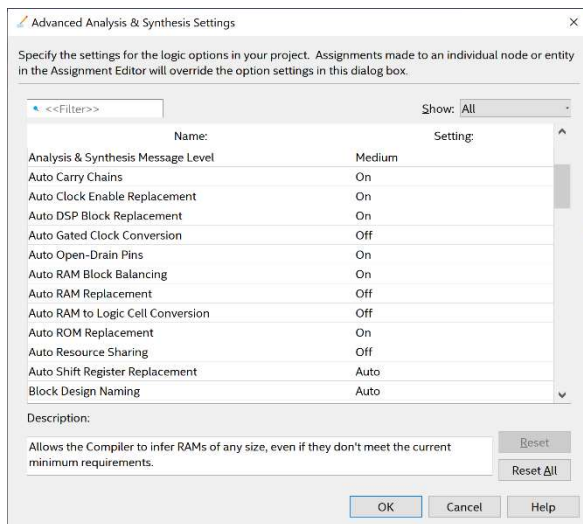 Advanced Analysis & Synthesis Settings
Specify the settings for the logic options in your project. Assignments made to an individual node or entity
in the Assignment Editor will override the option settings in this dialog box.
<<Filter>> Show: All
Name: Setting:
Analysis & Synthesis Message Level Medium
Auto Carry Chains On
Auto Clock Enable Replacement On
Auto DSP Block Replacement On
Auto Gated Clock Conversion Off
Auto Open-Drain Pins On
Auto RAM Block Balancing On
Auto RAM Replacement Off
Auto RAM to Logic Cell Conversion Off
Auto ROM Replacement On
Auto Resource Sharing Off
Auto Shift Register Replacement Auto
Block Design Naming Auto
Description:
Allows the Compiler to infer RAMs of any size, even if they don't meet the current
minimum requirements.
Reset
Reset All
OK Cancel Help